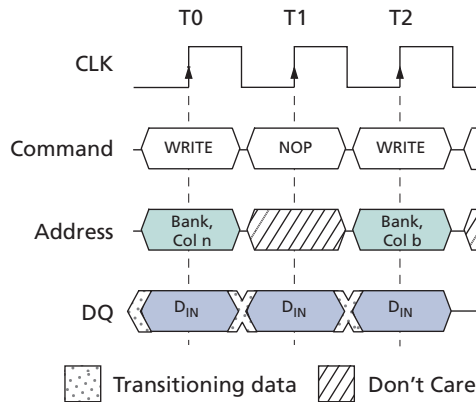 T0 T1 T2
CLK
Command WRITE NOP WRITE
Address Bank, Col n Bank, Col b
DQ DIN DIN DIN
Transitioning data Don't Care